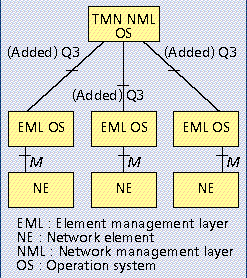 TMN NML
OS
(Added) Q3
(Added) Q3
(Added) Q3
EML OS
EML OS
EML OS
M
M
M
NE
NE
NE
EML : Element management layer
NE : Network element
NML : Network management layer
OS : Operation system